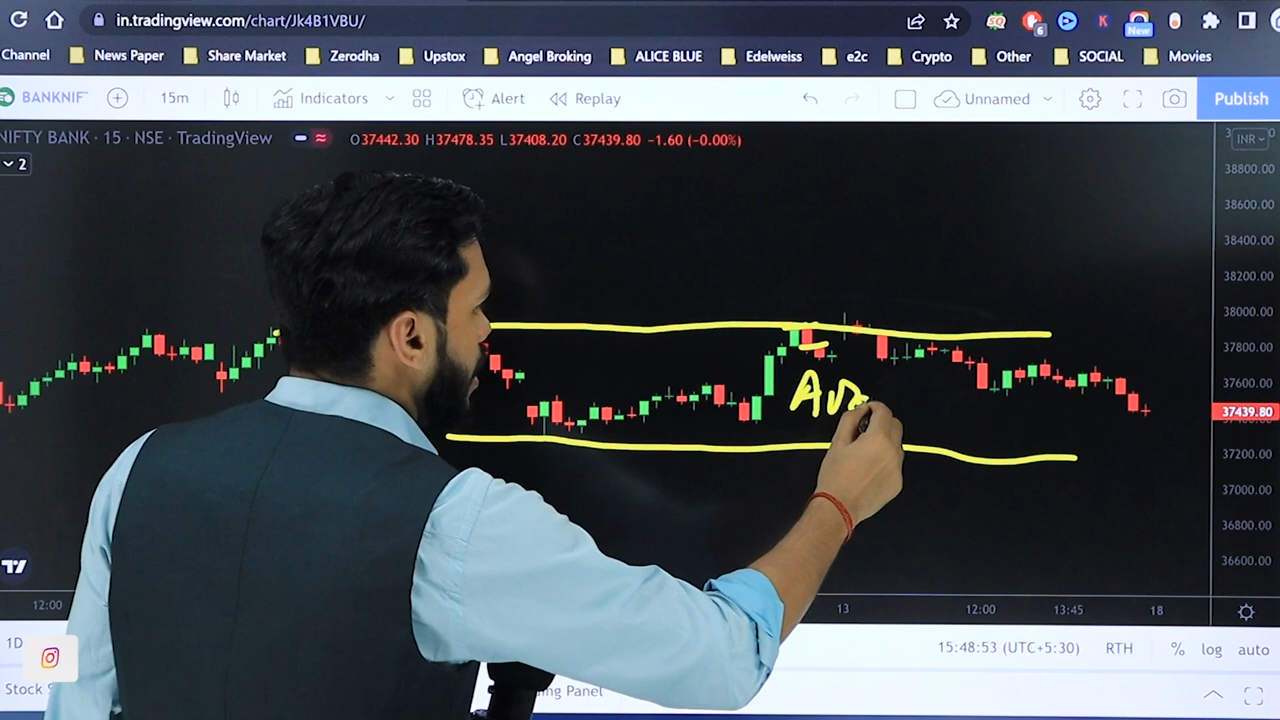 in.tradingview.com/chart/Jk4B1VBU/
6
K
New
Channel News Paper Share Market Zerodha Upstox Angel Broking ALICE BLUE Edelweiss e2c Crypto Other SOCIAL Movies
BANKNIF 15m Indicators Alert Replay Unnamed Publish
NIFTY BANK · 15 · NSE · TradingView O37442.30 H37478.35 L37408.20 C37439.80 −1.60 (−0.00%)
INR
2
38800.00
38600.00
38400.00
38200.00
38000.00
37800.00
37600.00
37439.80
37200.00
37000.00
36800.00
36600.00
12:00 13 12:00 13:45 18
1D 15:48:53 (UTC+5:30) RTH % log auto
Stock Panel